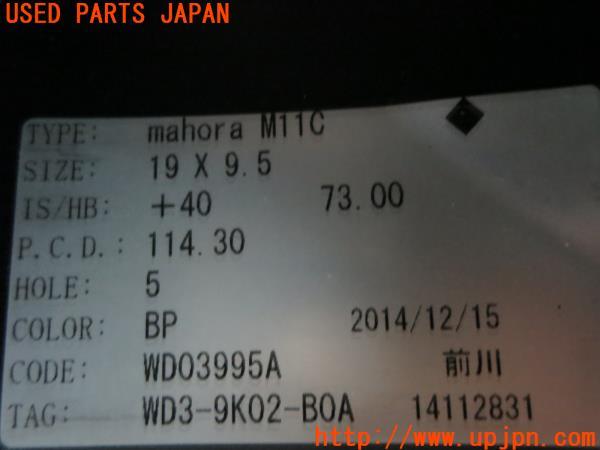 USED PARTS JAPAN
TYPE: mahora M11C
SIZE: 19 X 9.5
IS/HB: +40 73.00
P.C.D.: 114.30
HOLE: 5
COLOR: BP 2014/12/15
CODE: WD03995A 前川
TAG: WD3-9K02-B0A 14112831
http://www.upjpn.com